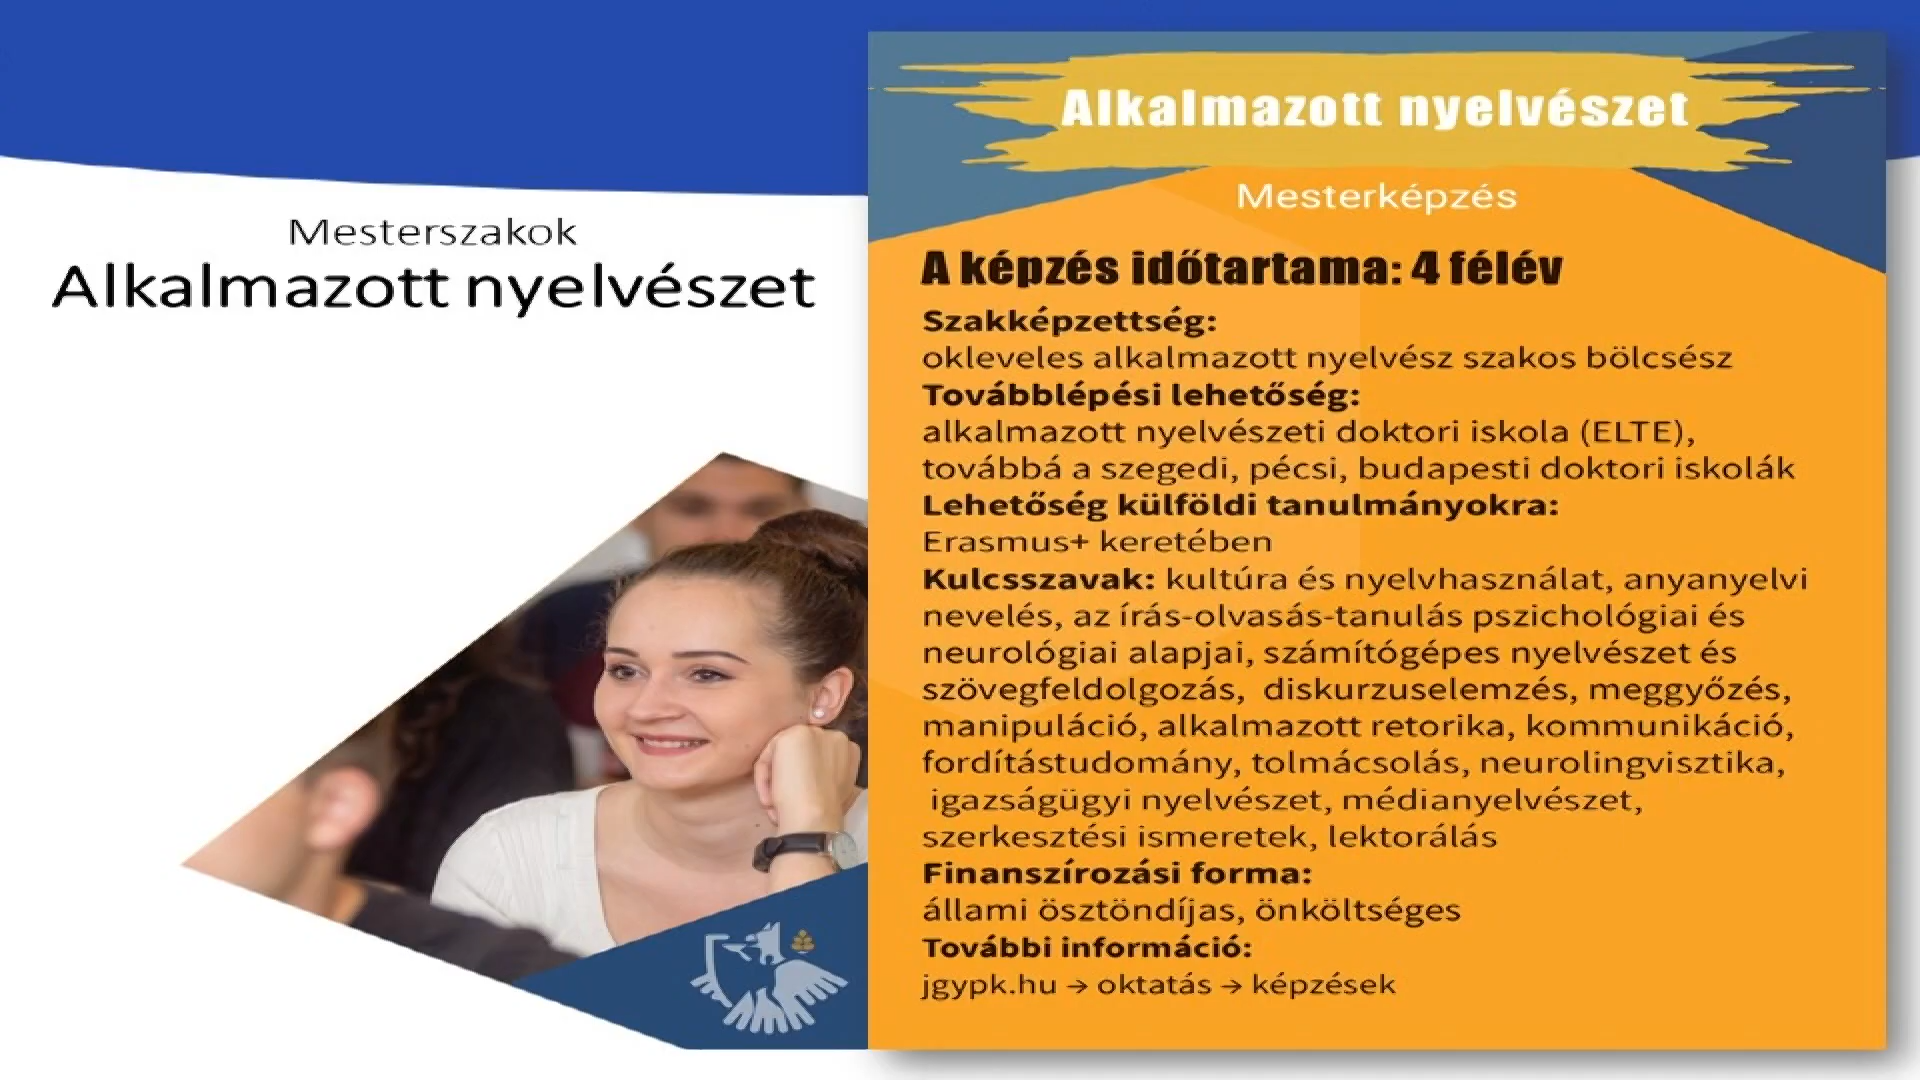 Mesterszakok
Alkalmazott nyelvészet
Alkalmazott nyelvészet
Mesterképzés
A képzés időtartama: 4 félév
Szakképzettség:
okleveles alkalmazott nyelvész szakos bölcsész
Továbblépési lehetőség:
alkalmazott nyelvészeti doktori iskola (ELTE),
továbbá a szegedi, pécsi, budapesti doktori iskolák
Lehetőség külföldi tanulmányokra:
Erasmus+ keretében
Kulcsszavak: kultúra és nyelvhasználat, anyanyelvi
nevelés, az írás-olvasás-tanulás pszichológiai és
neurológiai alapjai, számítógépes nyelvészet és
szövegfeldolgozás, diskurzuselemzés, meggyőzés,
manipuláció, alkalmazott retorika, kommunikáció,
fordítástudomány, tolmácsolás, neurolingvisztika,
igazságügyi nyelvészet, médianyelvészet,
szerkesztési ismeretek, lektorálás
Finanszírozási forma:
állami ösztöndíjas, önköltséges
További információ:
jgypk.hu → oktatás → képzések